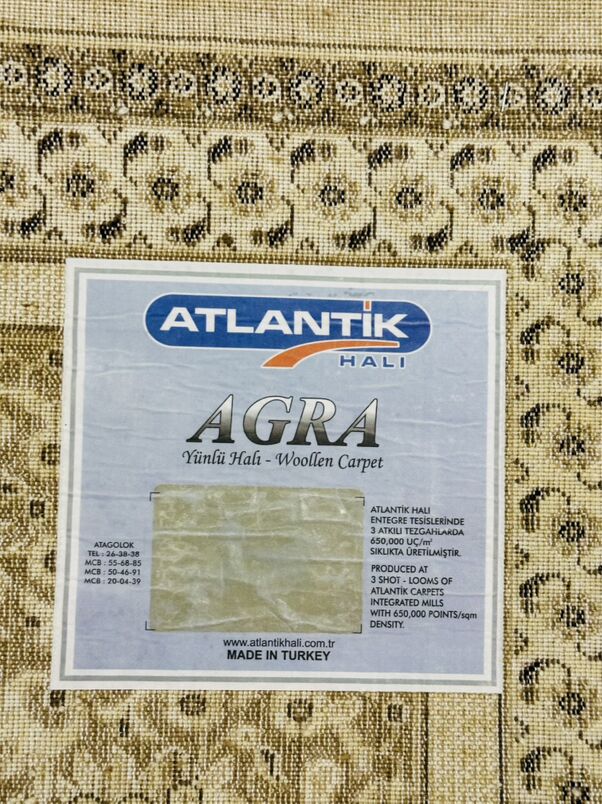 ATLANTİK
HALI
AGRA
Yünlü Halı - Woollen Carpet
ATLANTİK HALI
ENTEGRE TESİSLERİNDE
3 ATKILI TEZGAHLARDA
650,000 UÇ/m²
SIKLIKTA ÜRETİLMİŞTİR.
PRODUCED AT
3 SHOT - LOOMS OF
ATLANTİK CARPETS
INTEGRATED MILLS
WITH 650,000 POINTS/sqm
DENSITY.
ATAGOLOK
TEL : 26-38-38
MCB : 55-68-85
MCB : 50-46-91
MCB : 20-04-39
www.atlantikhali.com.tr
MADE IN TURKEY